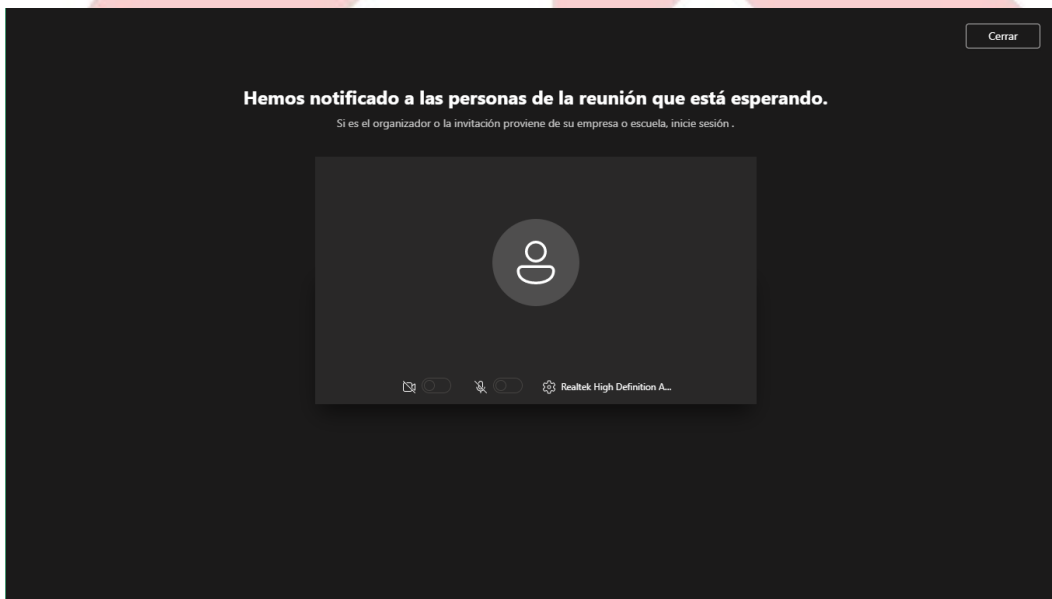 Cerrar
Hemos notificado a las personas de la reunión que está esperando.
Si es el organizador o la invitación proviene de su empresa o escuela, inicie sesión .
Realtek High Definition A...